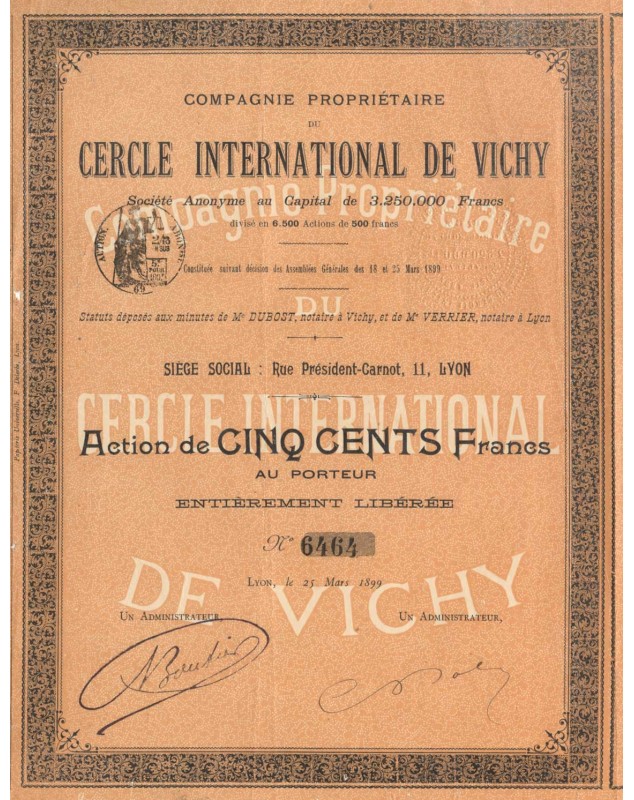 COMPAGNIE PROPRIÉTAIRE
DU
CERCLE INTERNATIONAL DE VICHY
Société Anonyme au Capital de 3.250.000 Francs
divisé en 6.500 Actions de 500 francs
Constituée suivant décision des Assemblées Générales des 18 et 25 Mars 1899
Statuts déposés aux minutes de Me DUBOST, notaire à Vichy, et de Me VERRIER, notaire à Lyon
SIÈGE SOCIAL : Rue Président-Carnot, 11, LYON
Action de CINQ CENTS Francs
AU PORTEUR
ENTIÈREMENT LIBÉRÉE
No 6464
LYON, le 25 Mars 1899
UN ADMINISTRATEUR,
UN ADMINISTRATEUR,
Compagnie Propriétaire
DU
CERCLE INTERNATIONAL
DE VICHY